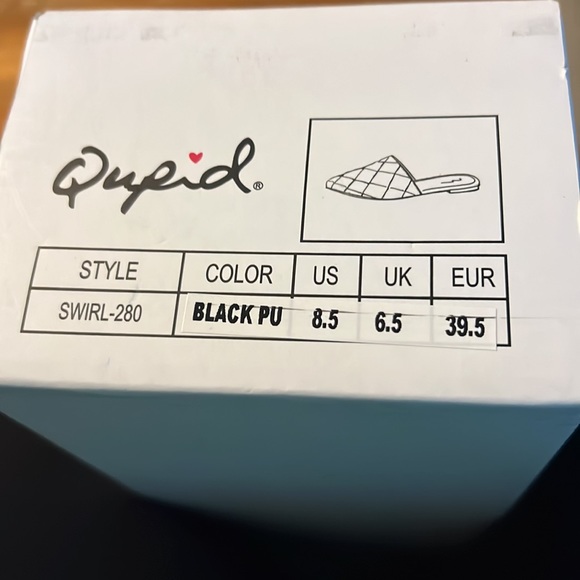 Qupid®
STYLE COLOR US UK EUR
SWIRL-280 BLACK PU 8.5 6.5 39.5